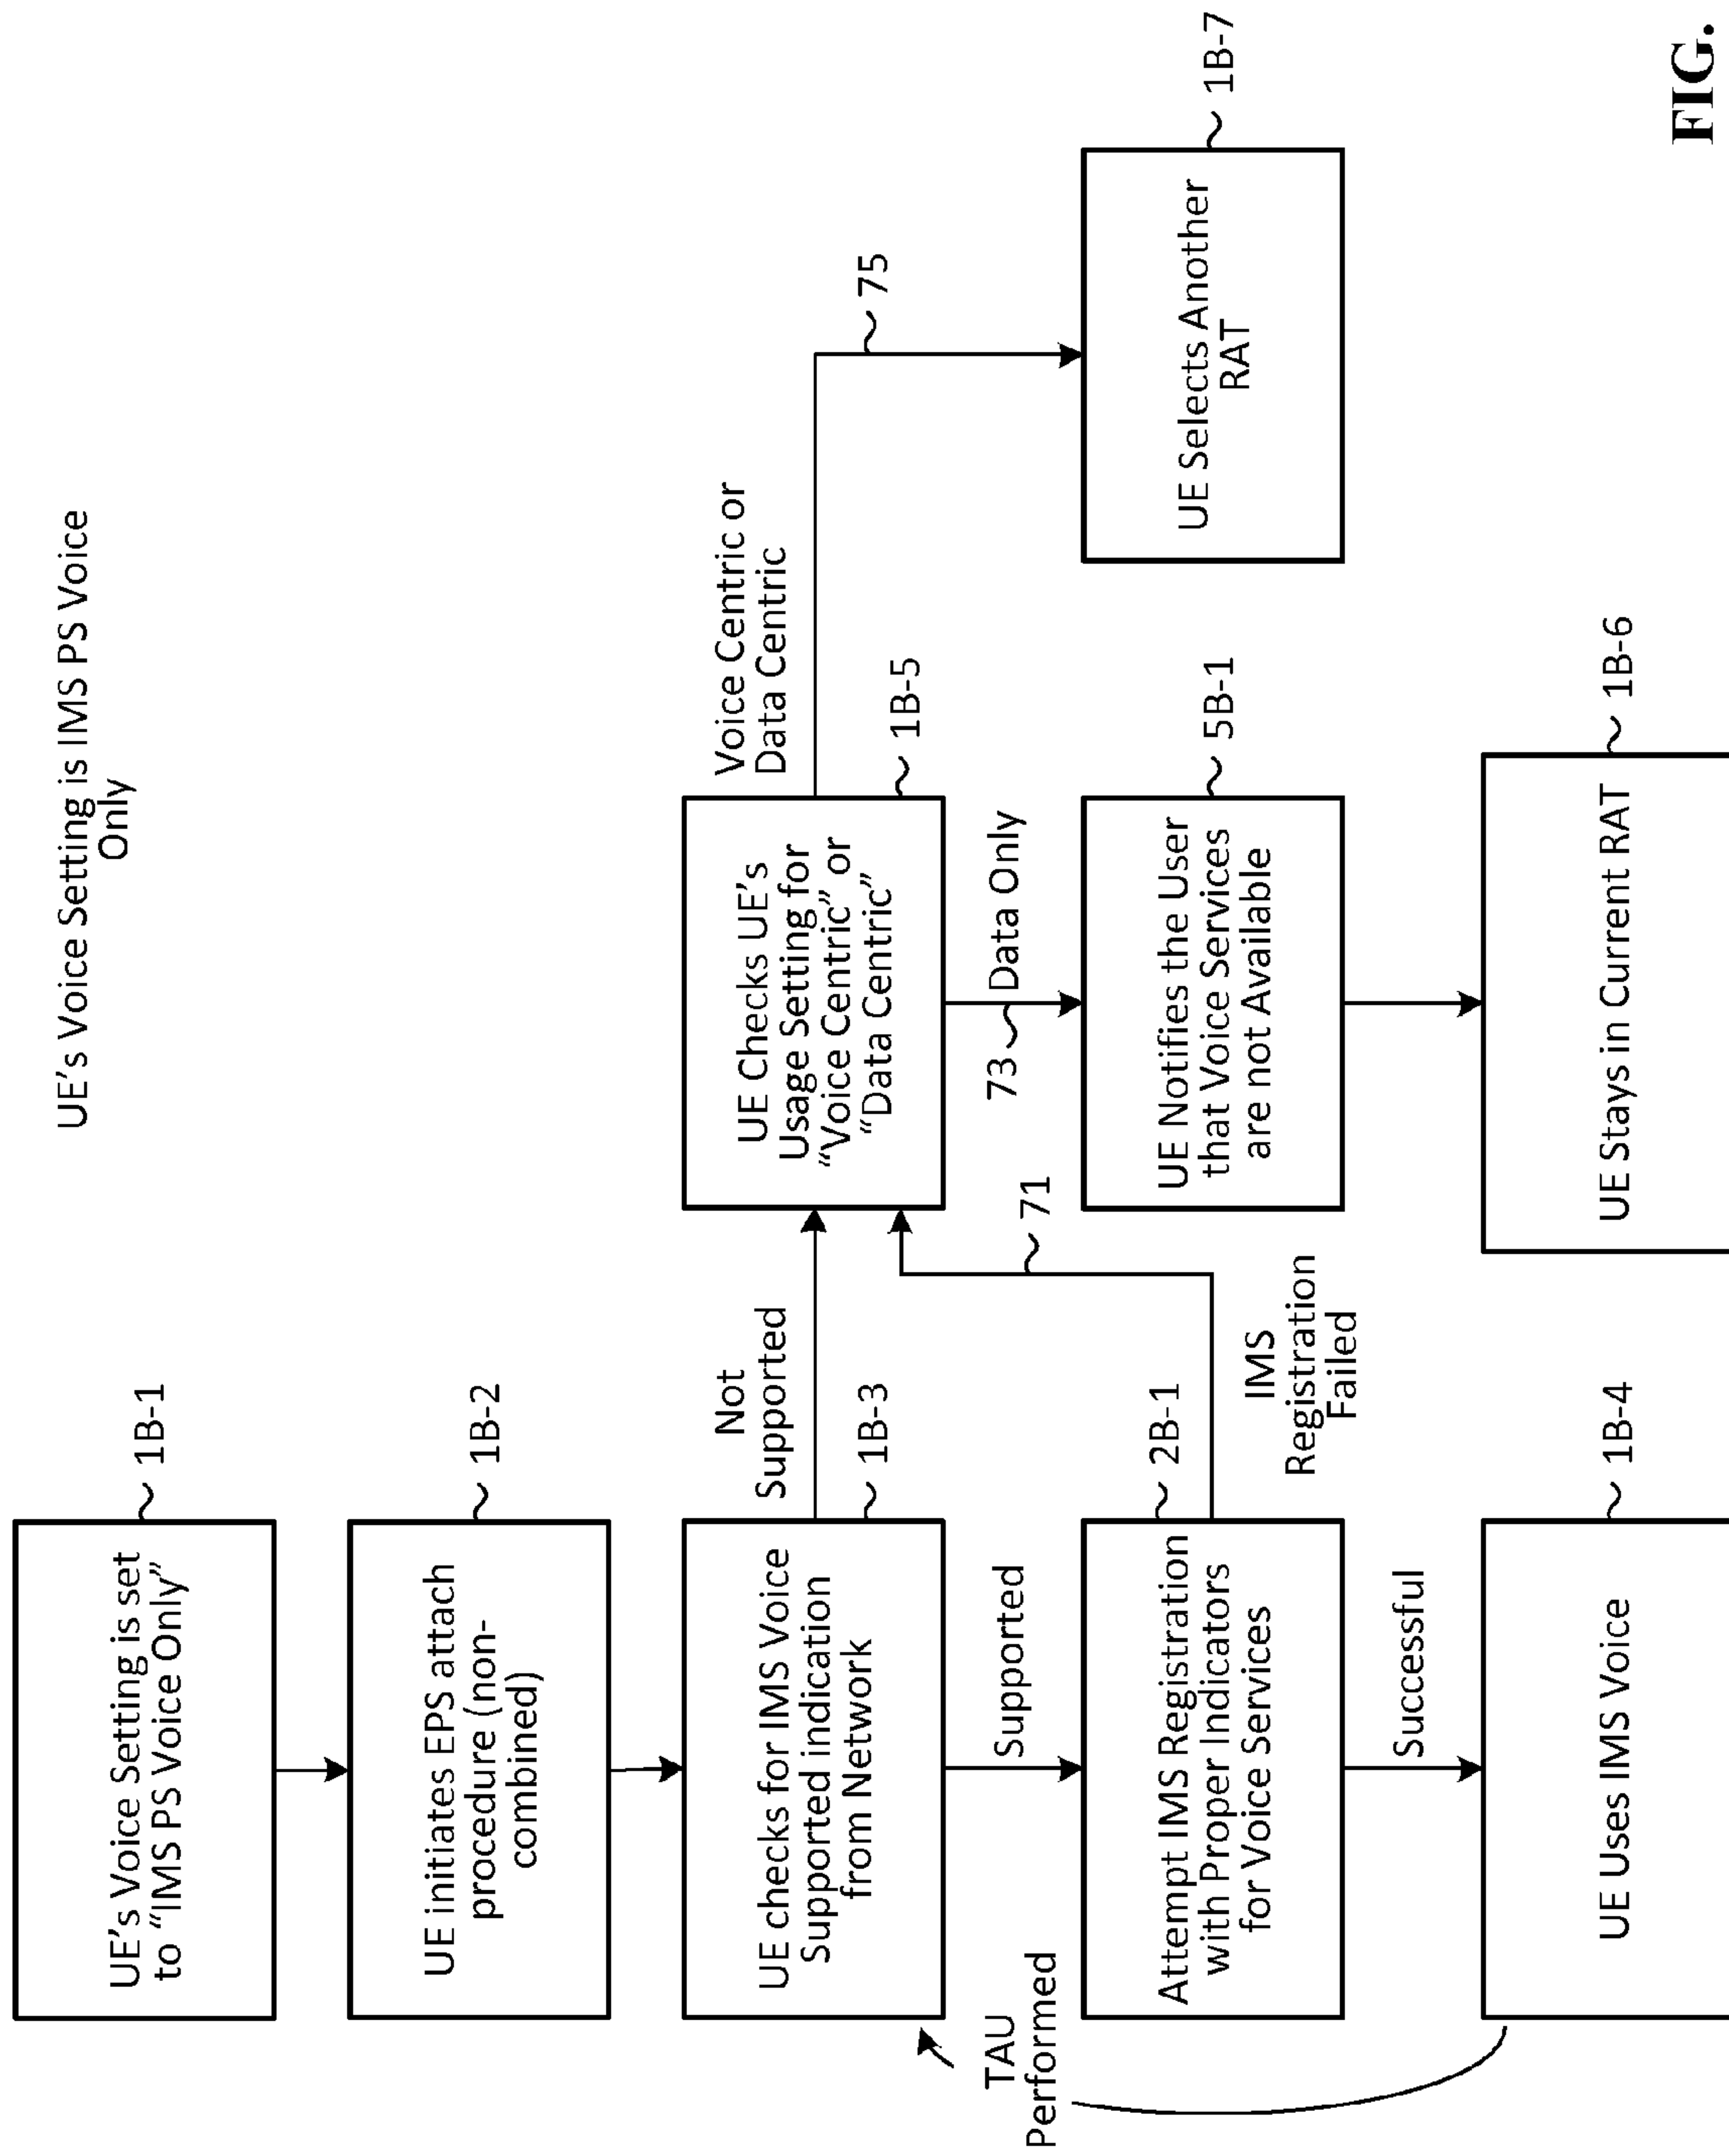 UE's Voice Setting is IMS PS Voice
Only
UE's Voice Setting is set
to “IMS PS Voice Only”
1B-1
UE initiates EPS attach
procedure (non-
combined)
1B-2
UE checks for IMS Voice
Supported indication
from Network
1B-3
Not
Supported
UE Checks UE's
Usage Setting for
“Voice Centric” or
“Data Centric”
1B-5
Voice Centric or
Data Centric
75
Supported
TAU
Performed
71
73
Data Only
Attempt IMS Registration
with Proper Indicators
for Voice Services
2B-1
IMS
Registration
Failed
UE Notifies the User
that Voice Services
are not Available
5B-1
UE Selects Another
RAT
1B-7
Successful
UE Uses IMS Voice
1B-4
UE Stays in Current RAT
1B-6
FIG.